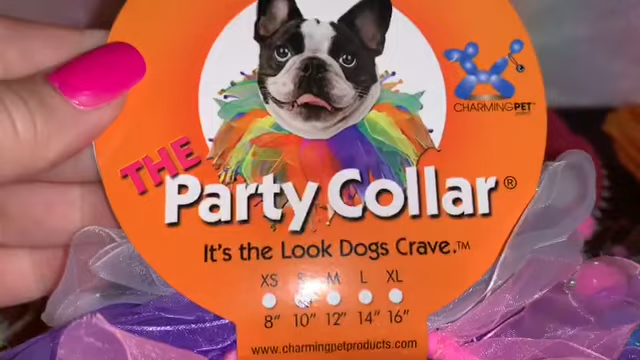 CHARMINGPET™
THE
Party Collar®
It's the Look Dogs Crave.™
XS S M L XL
8" 10" 12" 14" 16"
www.charmingpetproducts.com